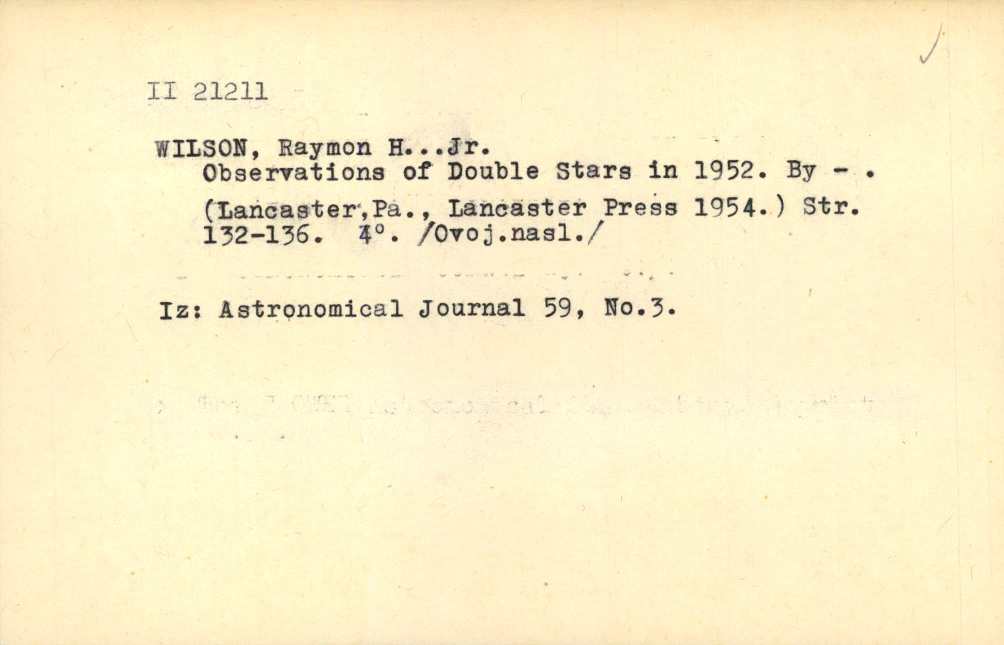 II 21211
WILSON, Raymon H...Jr.
Observations of Double Stars in 1952. By - .
(Lancaster,Pa., Lancaster Press 1954.) Str.
132-136. 4°. /Ovoj.nasl./
Iz: Astronomical Journal 59, No.3.